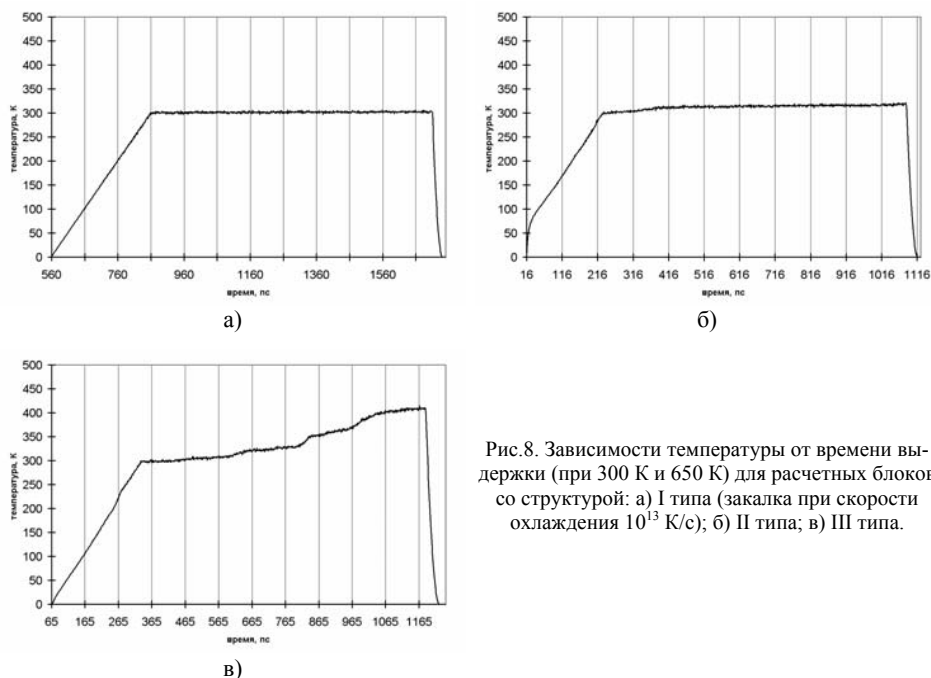 500
450
400
350
300
250
200
150
100
50
0
температура, К
560 760 960 1160 1360 1560
время, пс
а)
500
450
400
350
300
250
200
150
100
50
0
температура, К
16 116 216 316 416 516 616 716 816 916 1016 1116
время, пс
б)
500
450
400
350
300
250
200
150
100
50
0
температура, К
65 165 265 365 465 565 665 765 865 965 1065 1165
время, пс
в)
Рис.8. Зависимости температуры от времени вы-
держки (при 300 К и 650 К) для расчетных блоков
со структурой: а) I типа (закалка при скорости
охлаждения 10¹³ К/с); б) II типа; в) III типа.